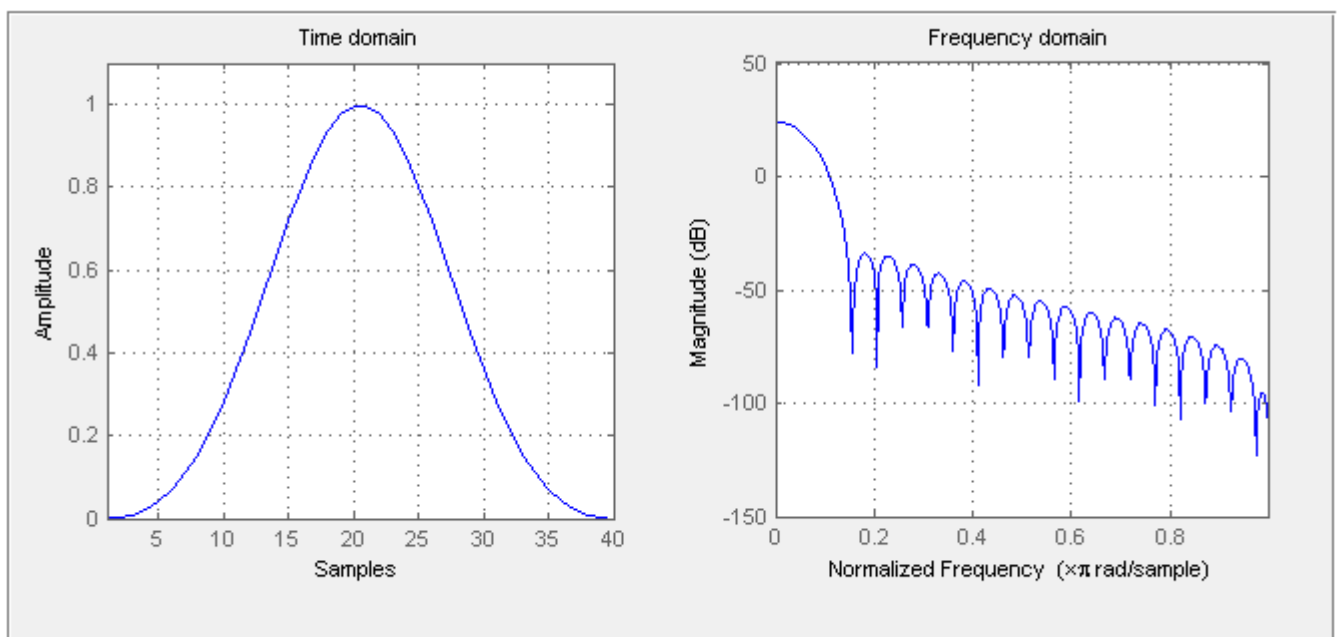 Time domain
Amplitude
1
0.8
0.6
0.4
0.2
0
5 10 15 20 25 30 35 40
Samples
Frequency domain
Magnitude (dB)
50
0
-50
-100
-150
0 0.2 0.4 0.6 0.8
Normalized Frequency (×π rad/sample)